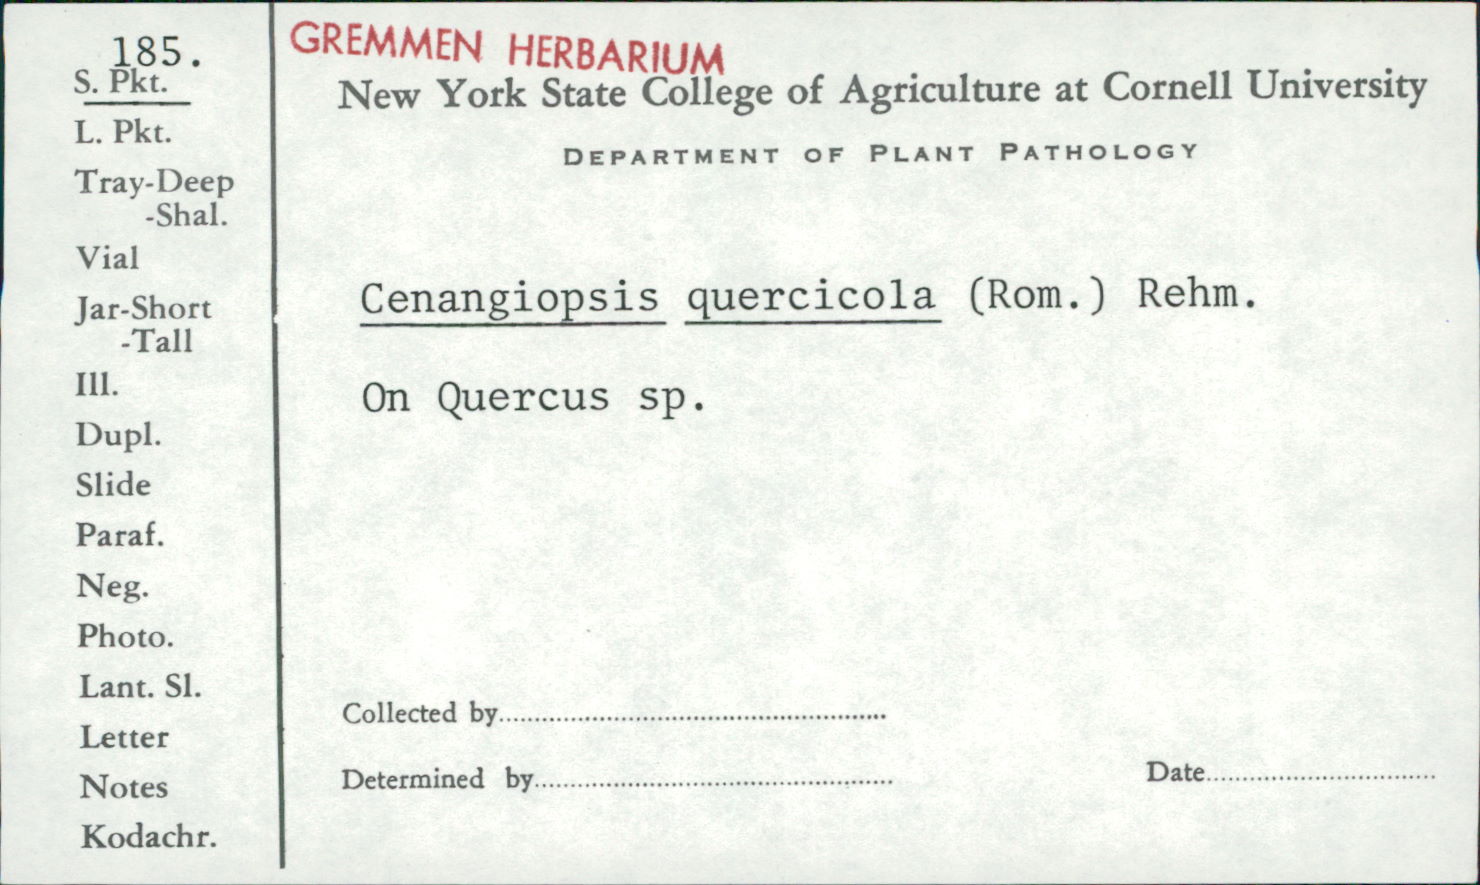 185.
S. Pkt.
L. Pkt.
Tray-Deep
-Shal.
Vial
Jar-Short
-Tall
Ill.
Dupl.
Slide
Paraf.
Neg.
Photo.
Lant. Sl.
Letter
Notes
Kodachr.
GREMMEN HERBARIUM
New York State College of Agriculture at Cornell University
DEPARTMENT OF PLANT PATHOLOGY
Cenangiopsis quercicola (Rom.) Rehm.
On Quercus sp.
Collected by
Determined by
Date